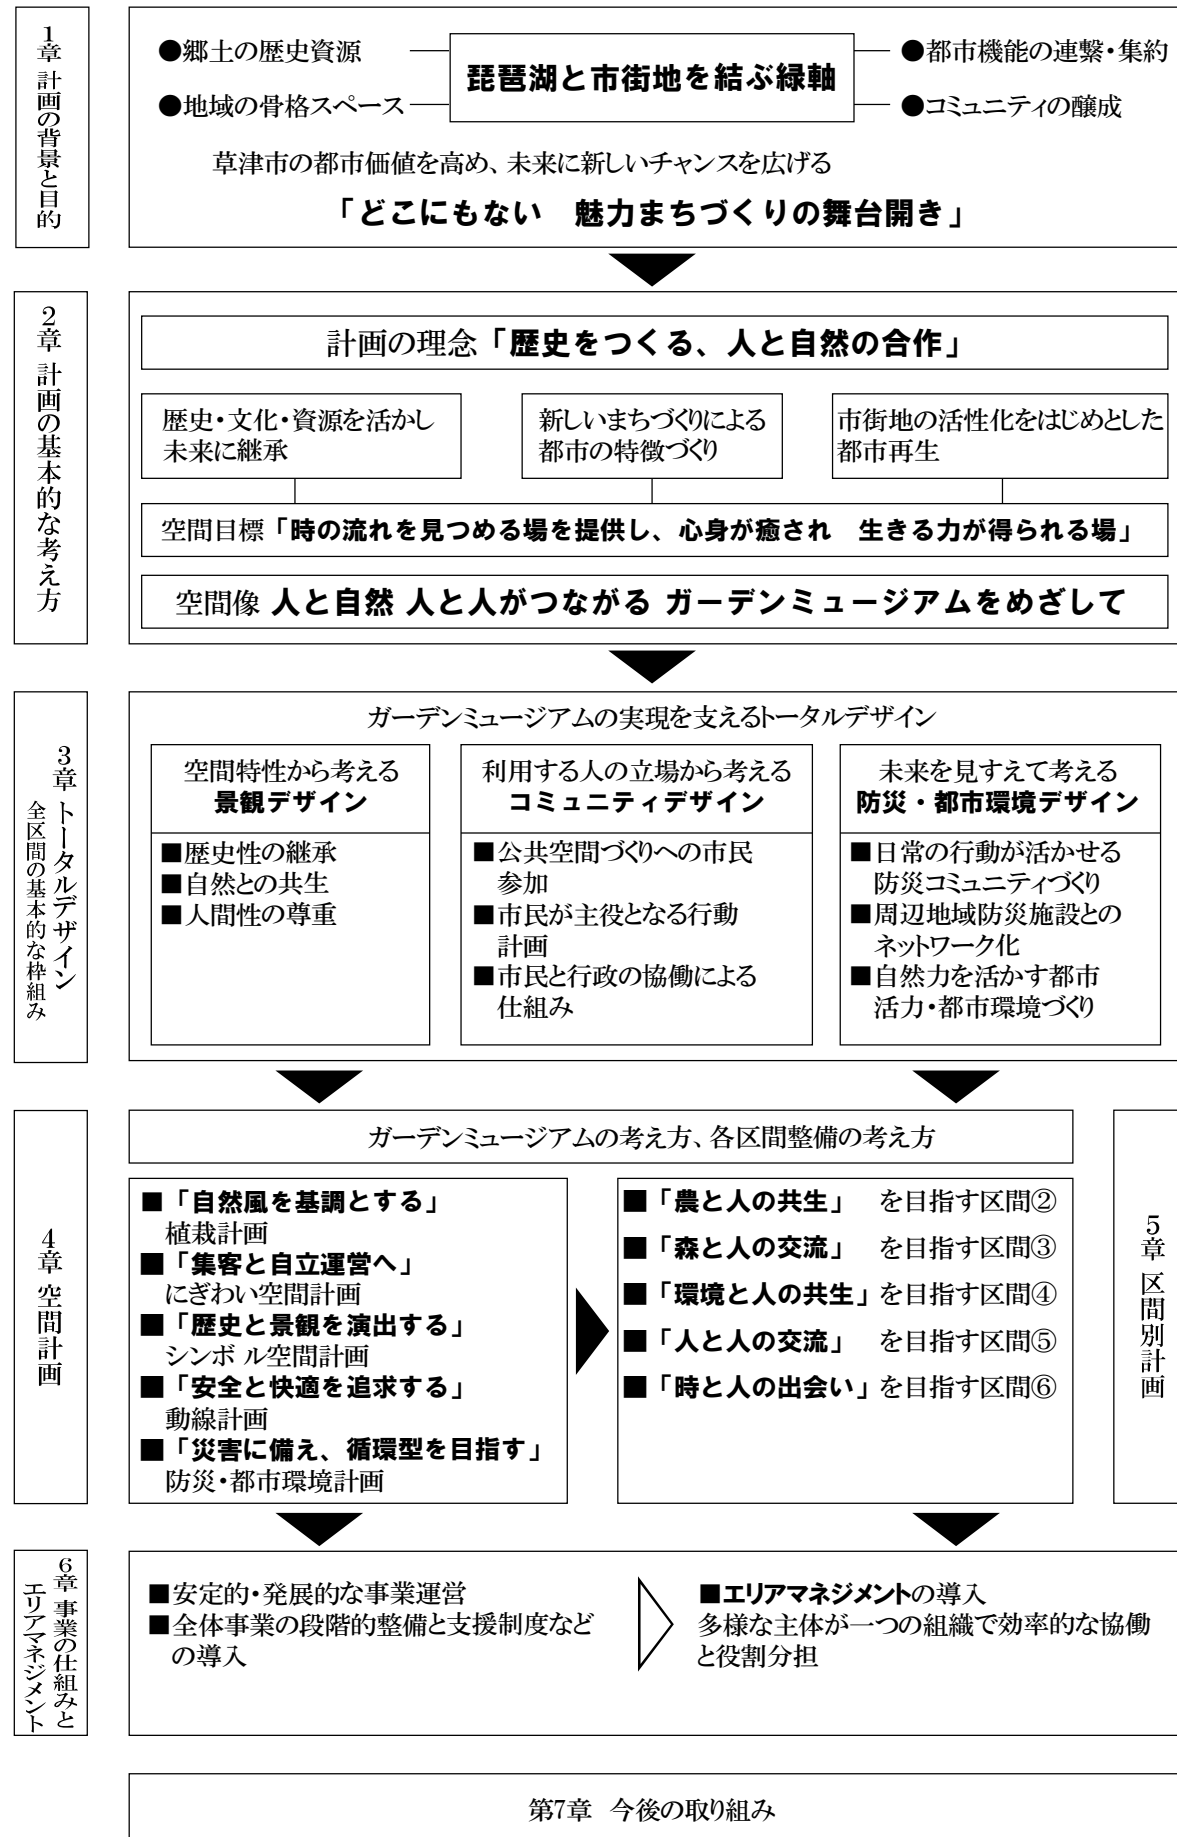 1章 計画の背景と目的
●郷土の歴史資源
●地域の骨格スペース
琵琶湖と市街地を結ぶ緑軸
●都市機能の連繋・集約
●コミュニティの醸成
草津市の都市価値を高め、未来に新しいチャンスを広げる
「どこにもない 魅力まちづくりの舞台開き」
2章 計画の基本的な考え方
計画の理念「歴史をつくる、人と自然の合作」
歴史・文化・資源を活かし
未来に継承
新しいまちづくりによる
都市の特徴づくり
市街地の活性化をはじめとした
都市再生
空間目標「時の流れを見つめる場を提供し、心身が癒され 生きる力が得られる場」
空間像 人と自然 人と人がつながる ガーデンミュージアムをめざして
3章 トータルデザイン
全区間の基本的な枠組み
ガーデンミュージアムの実現を支えるトータルデザイン
空間特性から考える
景観デザイン
■歴史性の継承
■自然との共生
■人間性の尊重
利用する人の立場から考える
コミュニティデザイン
■公共空間づくりへの市民
参加
■市民が主役となる行動
計画
■市民と行政の協働による
仕組み
未来を見すえて考える
防災・都市環境デザイン
■日常の行動が活かせる
防災コミュニティづくり
■周辺地域防災施設との
ネットワーク化
■自然力を活かす都市
活力・都市環境づくり
4章 空間計画
ガーデンミュージアムの考え方、各区間整備の考え方
■「自然風を基調とする」
植栽計画
■「集客と自立運営へ」
にぎわい空間計画
■「歴史と景観を演出する」
シンボル空間計画
■「安全と快適を追求する」
動線計画
■「災害に備え、循環型を目指す」
防災・都市環境計画
■「農と人の共生」 を目指す区間②
■「森と人の交流」 を目指す区間③
■「環境と人の共生」を目指す区間④
■「人と人の交流」 を目指す区間⑤
■「時と人の出会い」を目指す区間⑥
5章 区間別計画
6章 事業の仕組みと
エリアマネジメント
■安定的・発展的な事業運営
■全体事業の段階的整備と支援制度など
の導入
■エリアマネジメントの導入
多様な主体が一つの組織で効率的な協働
と役割分担
第7章 今後の取り組み